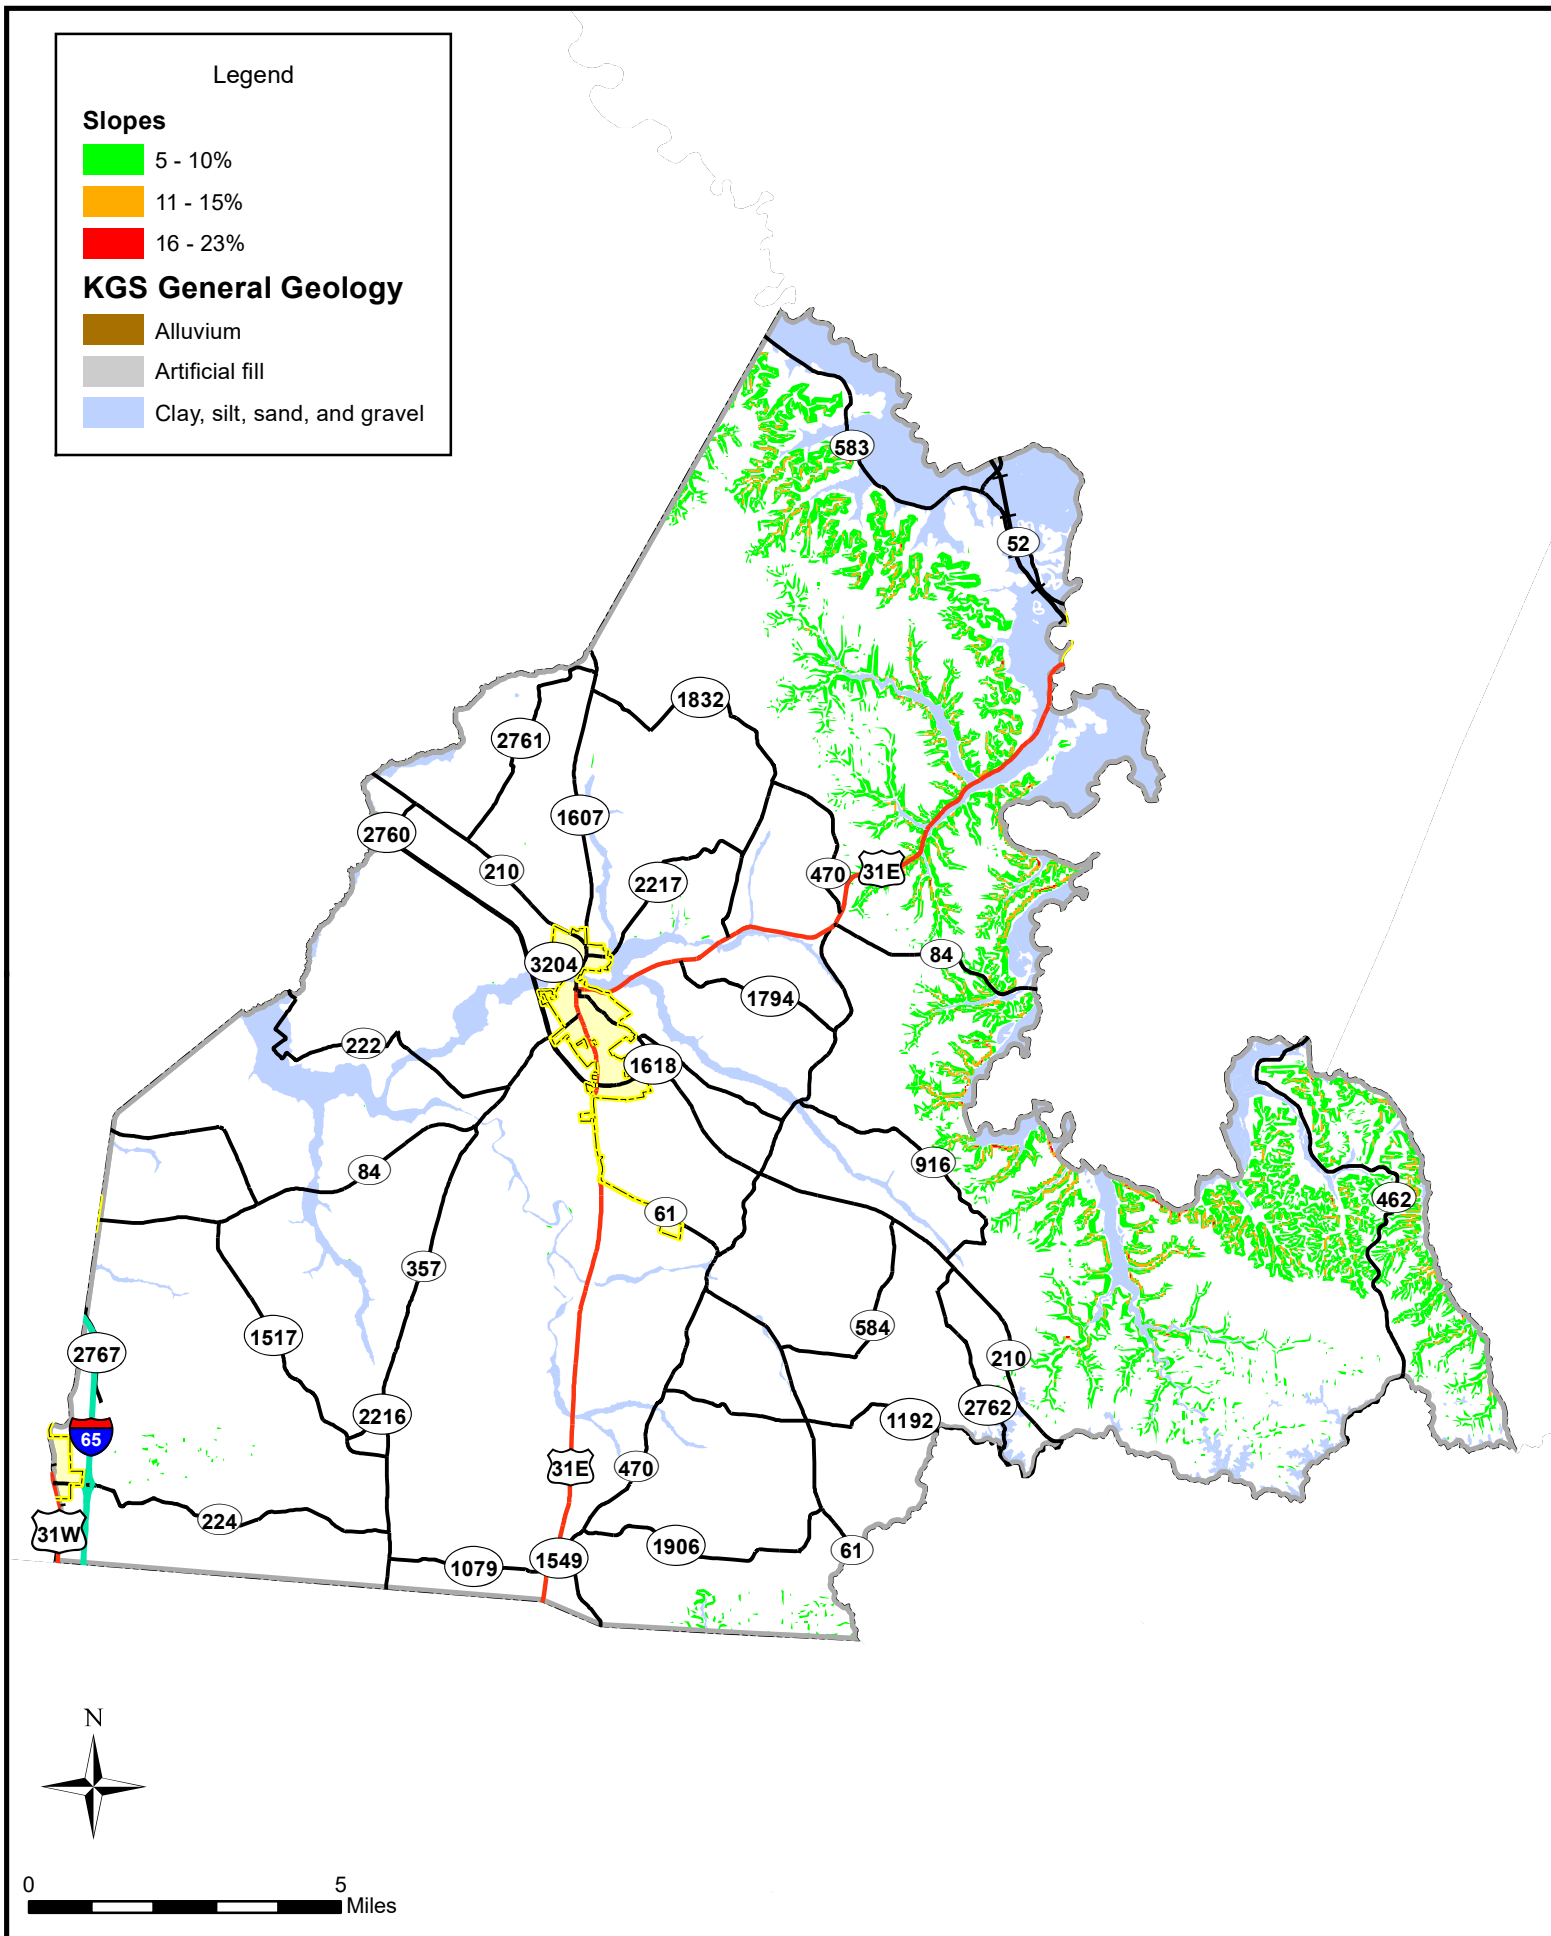 Legend
Slopes
5 - 10%
11 - 15%
16 - 23%
KGS General Geology
Alluvium
Artificial fill
Clay, silt, sand, and gravel
583
52
1832
2761
1607
2760
210
2217
470
31E
3204
84
1794
222
1618
84
916
462
61
357
1517
584
2767
210
2216
2762
1192
65
31E
470
224
31W
1079
1549
1906
61
N
0 5
Miles